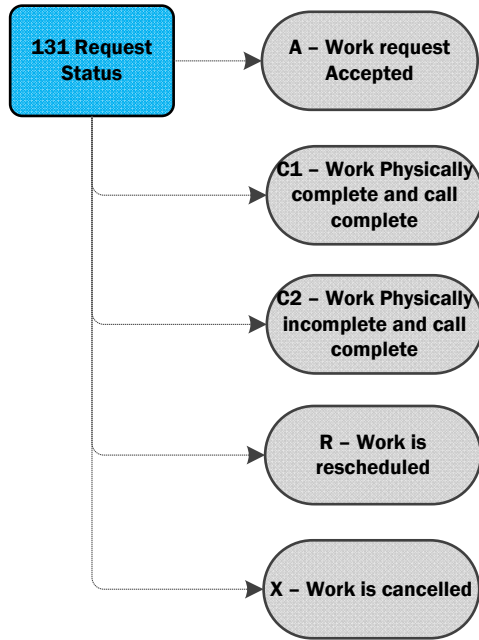 131 Request
Status
A – Work request
Accepted
C1 – Work Physically
complete and call
complete
C2 – Work Physically
incomplete and call
complete
R – Work is
rescheduled
X – Work is cancelled